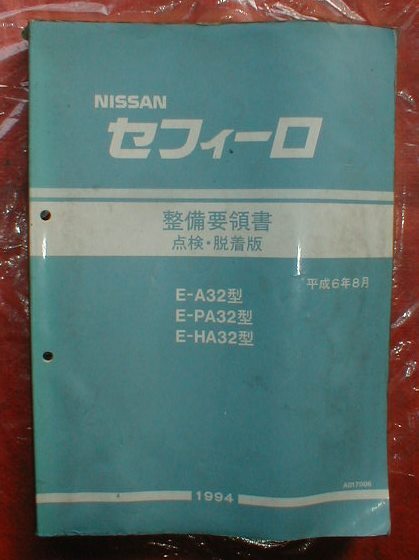 NISSAN
セフィーロ
整備要領書
点検・脱着版
平成6年8月
E-A32型
E-PA32型
E-HA32型
A017006
1994